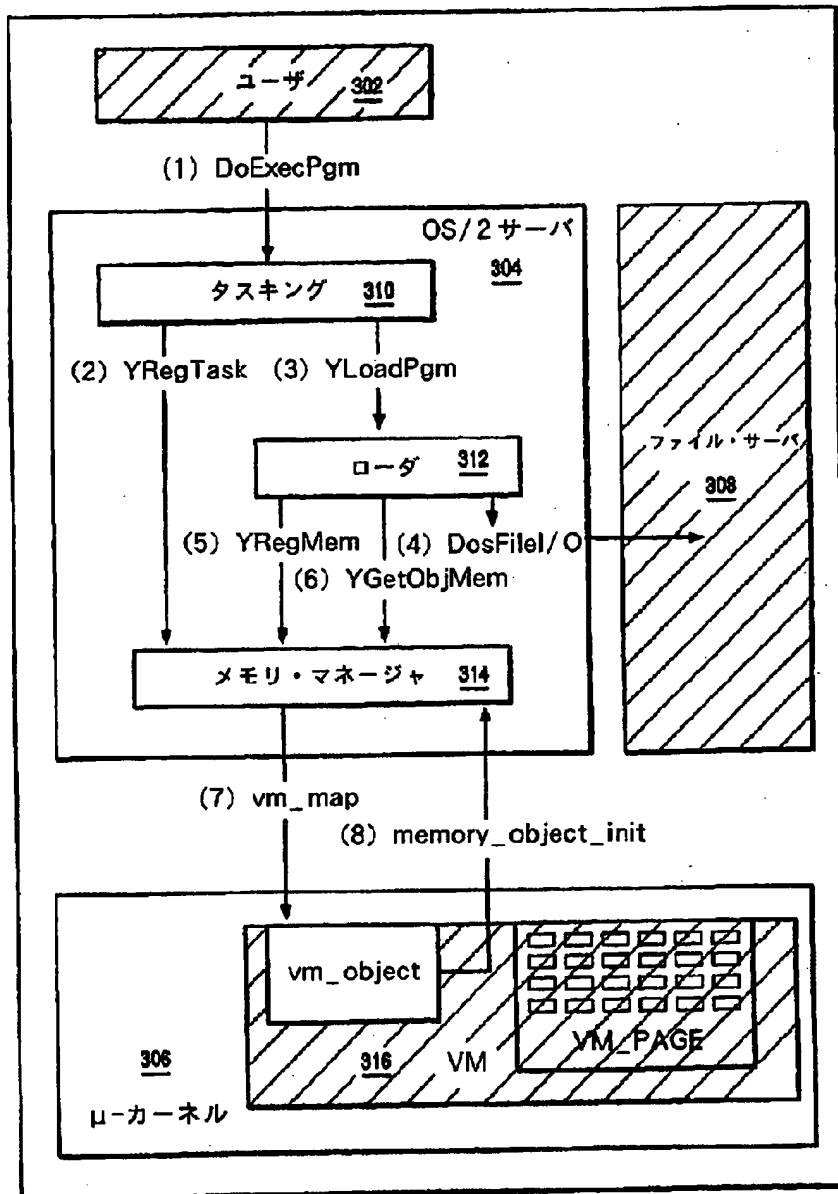 ユーザ 302
(1) DoExecPgm
OS/2サーバ
304
タスキング 310
(2) YRegTask (3) YLoadPgm
ローダ 312
ファイル・サーバ
308
(5) YRegMem (4) DosFileI/O
(6) YGetObjMem
メモリ・マネージャ 314
(7) vm_map
(8) memory_object_init
vm_object
VM_PAGE
306 316 VM
μ-カーネル